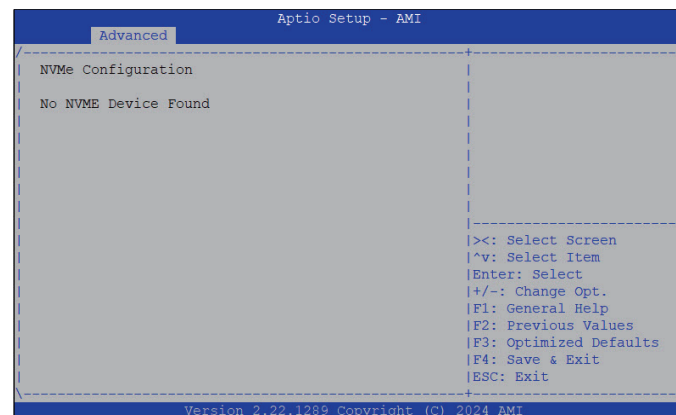 Aptio Setup - AMI
Advanced
NVMe Configuration
No NVME Device Found
><: Select Screen
^v: Select Item
Enter: Select
+/-: Change Opt.
F1: General Help
F2: Previous Values
F3: Optimized Defaults
F4: Save & Exit
ESC: Exit
Version 2.22.1289 Copyright (C) 2024 AMI